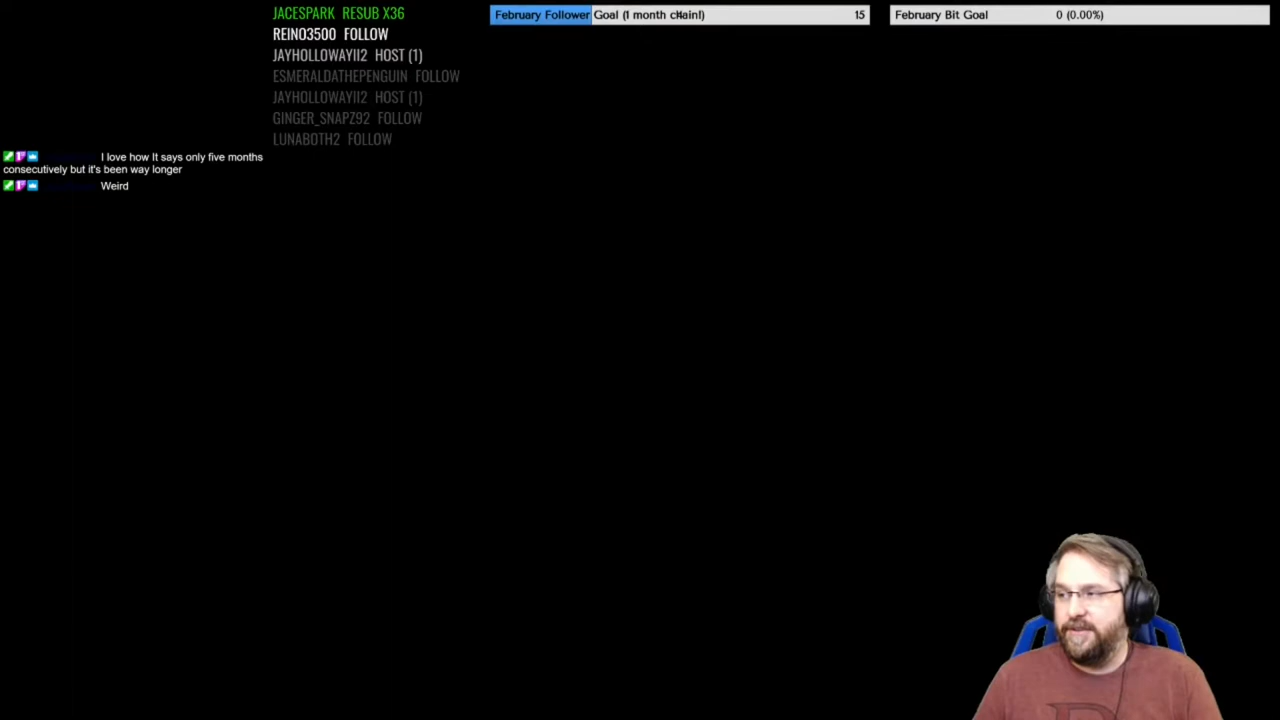 JACESPARK RESUB X36
REINO3500 FOLLOW
JAYHOLLOWAYII2 HOST (1)
ESMERALDATHEPENGUIN FOLLOW
JAYHOLLOWAYII2 HOST (1)
GINGER_SNAPZ92 FOLLOW
LUNABOTH2 FOLLOW
February Follower Goal (1 month chain!) 15
February Bit Goal 0 (0.00%)
I love how It says only five months
consecutively but it's been way longer
Weird